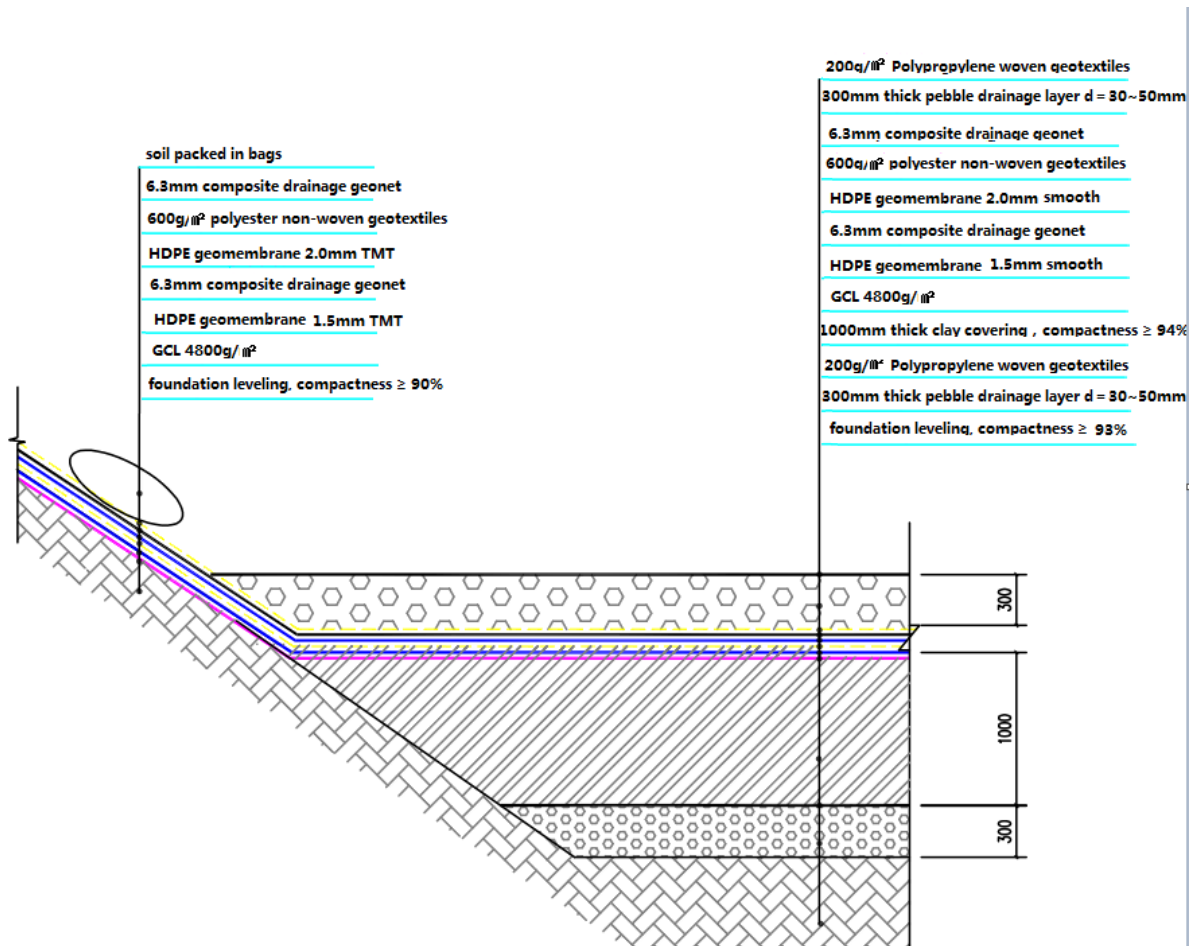 soil packed in bags
6.3mm composite drainage geonet
600g/㎡ polyester non-woven geotextiles
HDPE geomembrane 2.0mm TMT
6.3mm composite drainage geonet
HDPE geomembrane 1.5mm TMT
GCL 4800g/㎡
foundation leveling, compactness ≥ 90%
200g/㎡ Polypropylene woven geotextiles
300mm thick pebble drainage layer d = 30~50mm
6.3mm composite drainage geonet
600g/㎡ polyester non-woven geotextiles
HDPE geomembrane 2.0mm smooth
6.3mm composite drainage geonet
HDPE geomembrane 1.5mm smooth
GCL 4800g/㎡
1000mm thick clay covering , compactness ≥ 94%
200g/㎡ Polypropylene woven geotextiles
300mm thick pebble drainage layer d = 30~50mm
foundation leveling, compactness ≥ 93%
300
1000
300